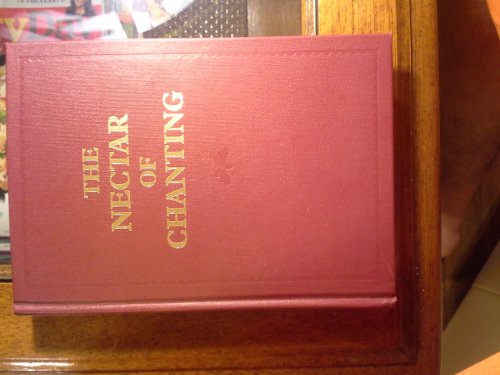 THE
NECTAR
OF
CHANTING